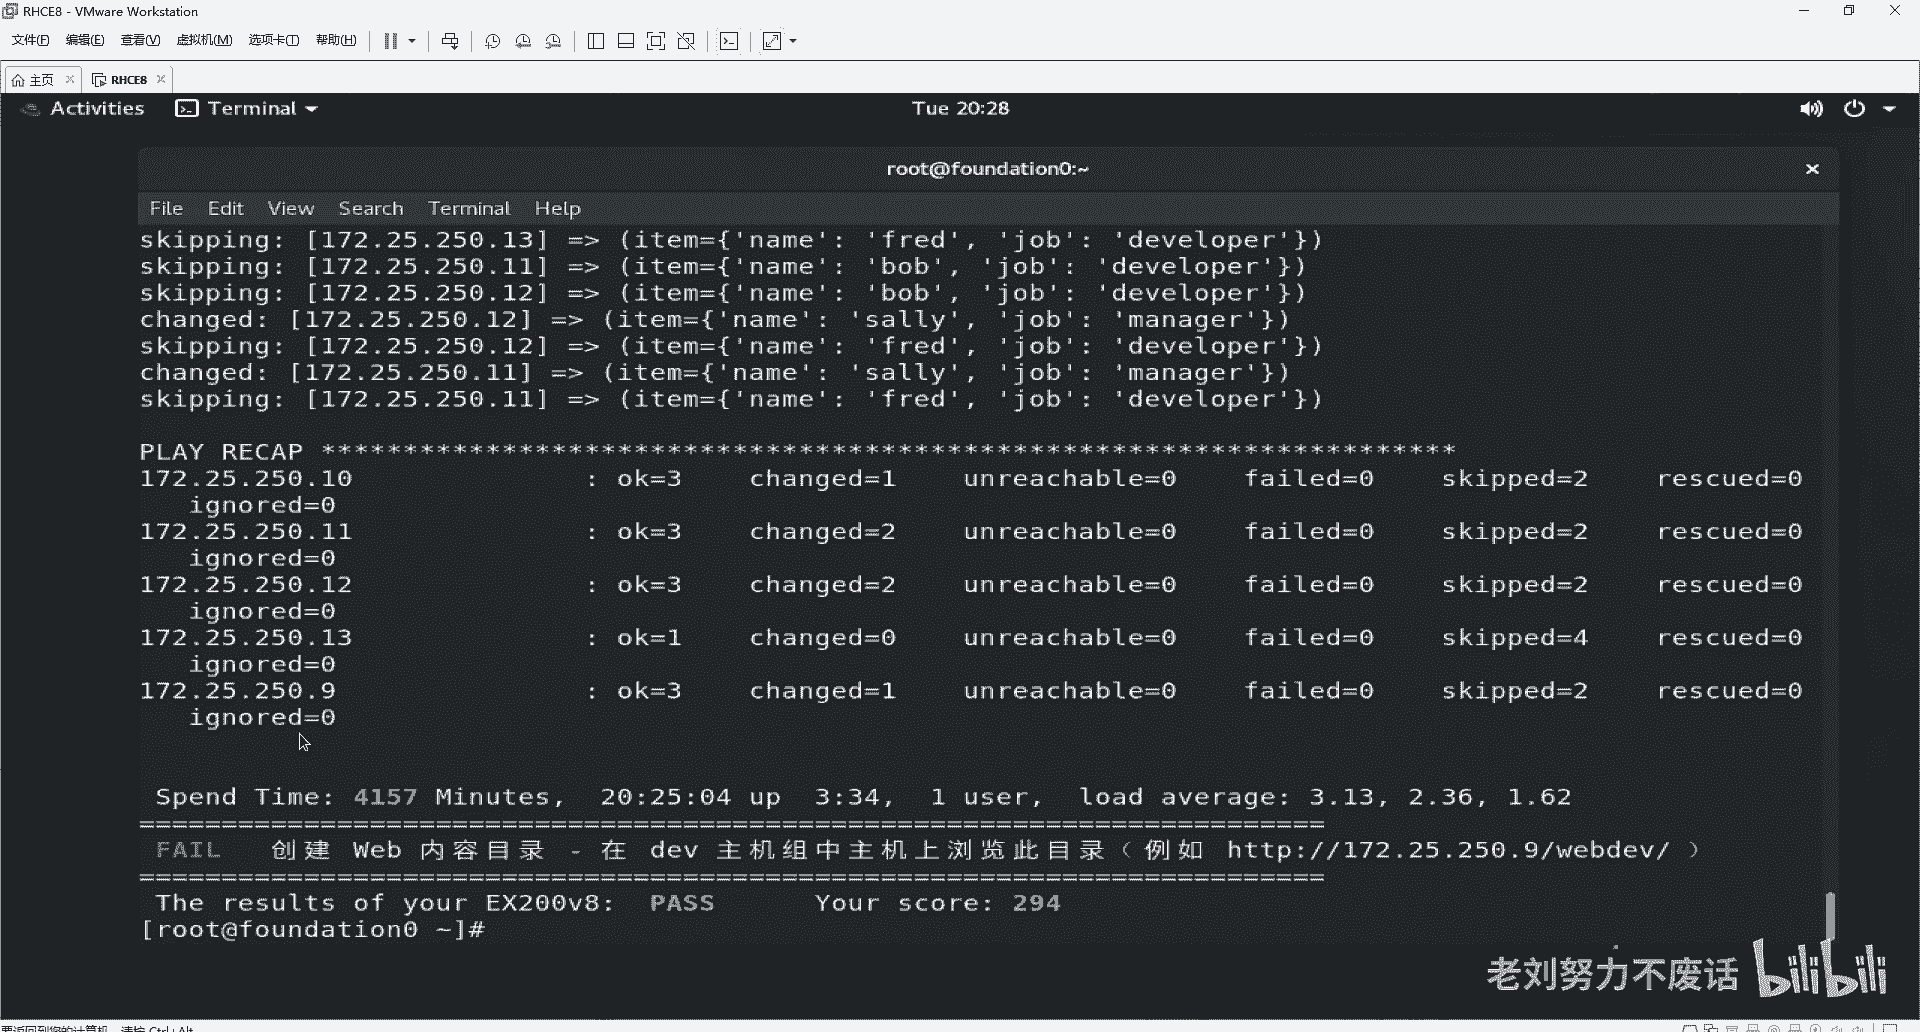 RHCE8 - VMware Workstation
文件(F) 编辑(E) 查看(V) 虚拟机(M) 选项卡(T) 帮助(H)
主页 RHCE8
Activities Terminal Tue 20:28
root@foundation0:~
File Edit View Search Terminal Help
skipping: [172.25.250.13] => (item={'name': 'fred', 'job': 'developer'})
skipping: [172.25.250.11] => (item={'name': 'bob', 'job': 'developer'})
skipping: [172.25.250.12] => (item={'name': 'bob', 'job': 'developer'})
changed: [172.25.250.12] => (item={'name': 'sally', 'job': 'manager'})
skipping: [172.25.250.12] => (item={'name': 'fred', 'job': 'developer'})
changed: [172.25.250.11] => (item={'name': 'sally', 'job': 'manager'})
skipping: [172.25.250.11] => (item={'name': 'fred', 'job': 'developer'})
PLAY RECAP *********************************************************************
172.25.250.10 : ok=3 changed=1 unreachable=0 failed=0 skipped=2 rescued=0
ignored=0
172.25.250.11 : ok=3 changed=2 unreachable=0 failed=0 skipped=2 rescued=0
ignored=0
172.25.250.12 : ok=3 changed=2 unreachable=0 failed=0 skipped=2 rescued=0
ignored=0
172.25.250.13 : ok=1 changed=0 unreachable=0 failed=0 skipped=4 rescued=0
ignored=0
172.25.250.9 : ok=3 changed=1 unreachable=0 failed=0 skipped=2 rescued=0
ignored=0
Spend Time: 4157 Minutes, 20:25:04 up 3:34, 1 user, load average: 3.13, 2.36, 1.62
========================================================================
FAIL 创建 Web 内容目录 - 在 dev 主机组中主机上浏览此目录（例如 http://172.25.250.9/webdev/ ）
========================================================================
The results of your EX200v8: PASS Your score: 294
[root@foundation0 ~]#
老刘努力不废话 bilibili
要返回到您的计算机，请按 Ctrl+Alt